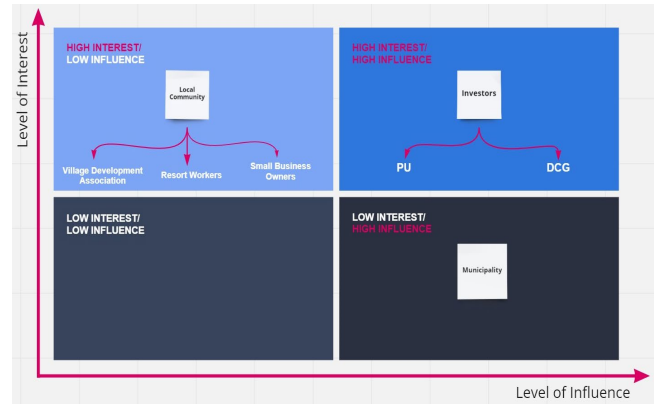 Level of Interest
HIGH INTEREST/
LOW INFLUENCE
Local
Community
Village Development
Association
Resort Workers
Small Business
Owners
HIGH INTEREST/
HIGH INFLUENCE
Investors
PU
DCG
LOW INTEREST/
LOW INFLUENCE
LOW INTEREST/
HIGH INFLUENCE
Municipality
Level of Influence